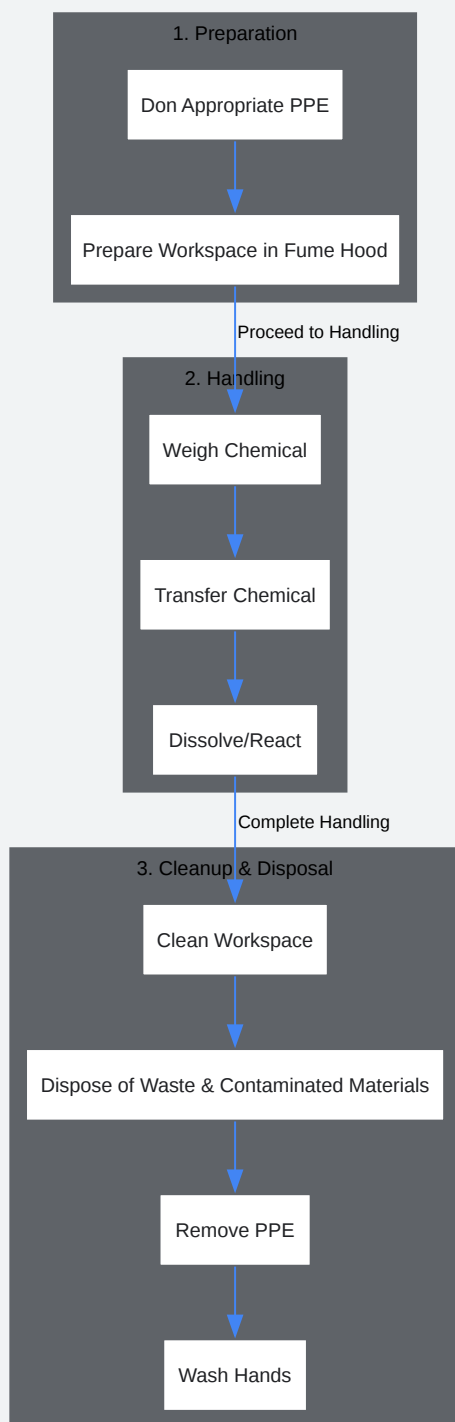 1. Preparation
Don Appropriate PPE
Prepare Workspace in Fume Hood
Proceed to Handling
2. Handling
Weigh Chemical
Transfer Chemical
Dissolve/React
Complete Handling
3. Cleanup & Disposal
Clean Workspace
Dispose of Waste & Contaminated Materials
Remove PPE
Wash Hands